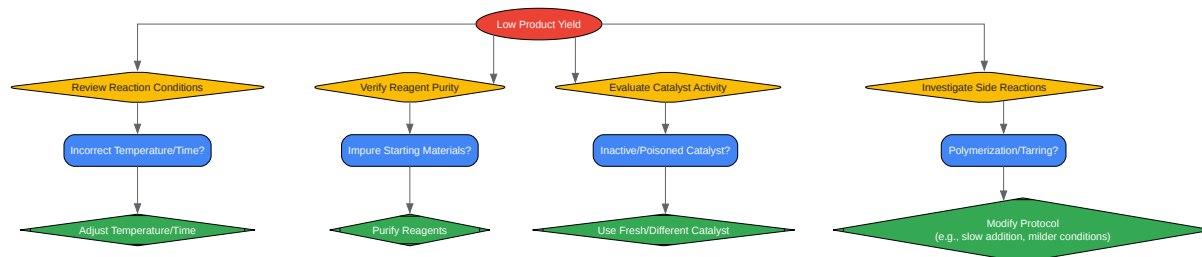 Low Product Yield
Review Reaction Conditions
Verify Reagent Purity
Evaluate Catalyst Activity
Investigate Side Reactions
Incorrect Temperature/Time?
Impure Starting Materials?
Inactive/Poisoned Catalyst?
Polymerization/Tarring?
Adjust Temperature/Time
Purify Reagents
Use Fresh/Different Catalyst
Modify Protocol
(e.g., slow addition, milder conditions)